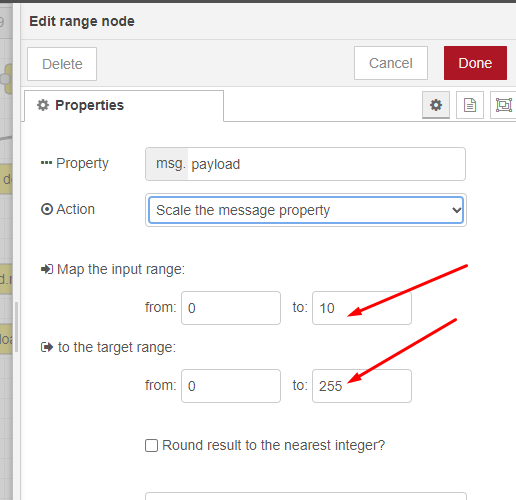 Edit range node
Delete
Cancel
Done
Properties
Property
msg. payload
Action
Scale the message property
Map the input range:
from: 0 to: 10
to the target range:
from: 0 to: 255
Round result to the nearest integer?